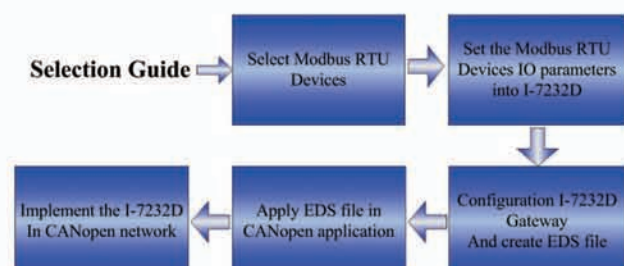 Selection Guide
Select Modbus RTU
Devices
Set the Modbus RTU
Devices IO parameters
into I-7232D
Configuration I-7232D
Gateway
And create EDS file
Apply EDS file in
CANopen application
Implement the I-7232D
In CANopen network